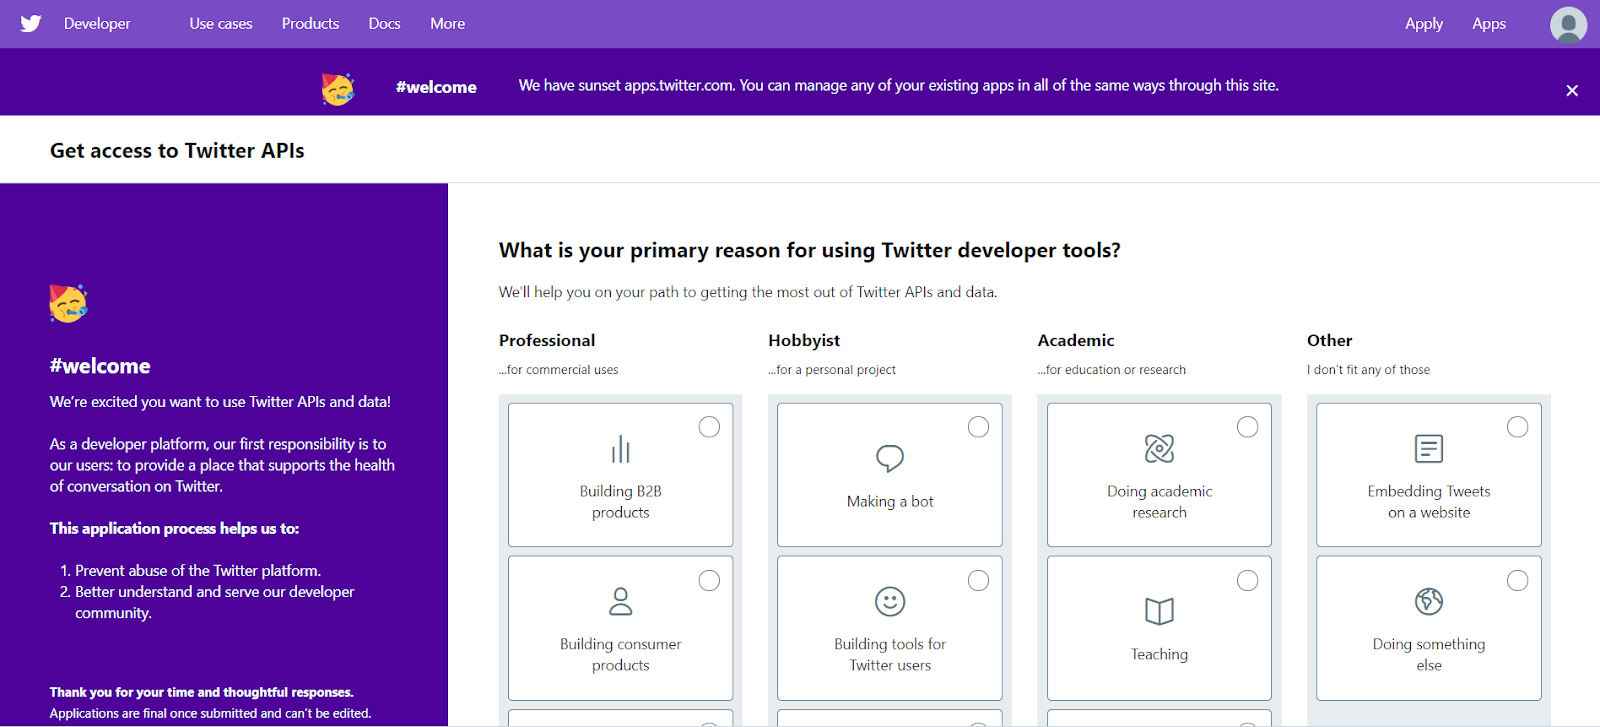 Developer
Use cases
Products
Docs
More
Apply
Apps
#welcome
We have sunset apps.twitter.com. You can manage any of your existing apps in all of the same ways through this site.
Get access to Twitter APIs
#welcome
We're excited you want to use Twitter APIs and data!
As a developer platform, our first responsibility is to
our users: to provide a place that supports the health
of conversation on Twitter.
This application process helps us to:
1. Prevent abuse of the Twitter platform.
2. Better understand and serve our developer
community.
Thank you for your time and thoughtful responses.
Applications are final once submitted and can't be edited.
What is your primary reason for using Twitter developer tools?
We'll help you on your path to getting the most out of Twitter APIs and data.
Professional
...for commercial uses
Building B2B
products
Building consumer
products
Hobbyist
...for a personal project
Making a bot
Building tools for
Twitter users
Academic
...for education or research
Doing academic
research
Teaching
Other
I don't fit any of those
Embedding Tweets
on a website
Doing something
else